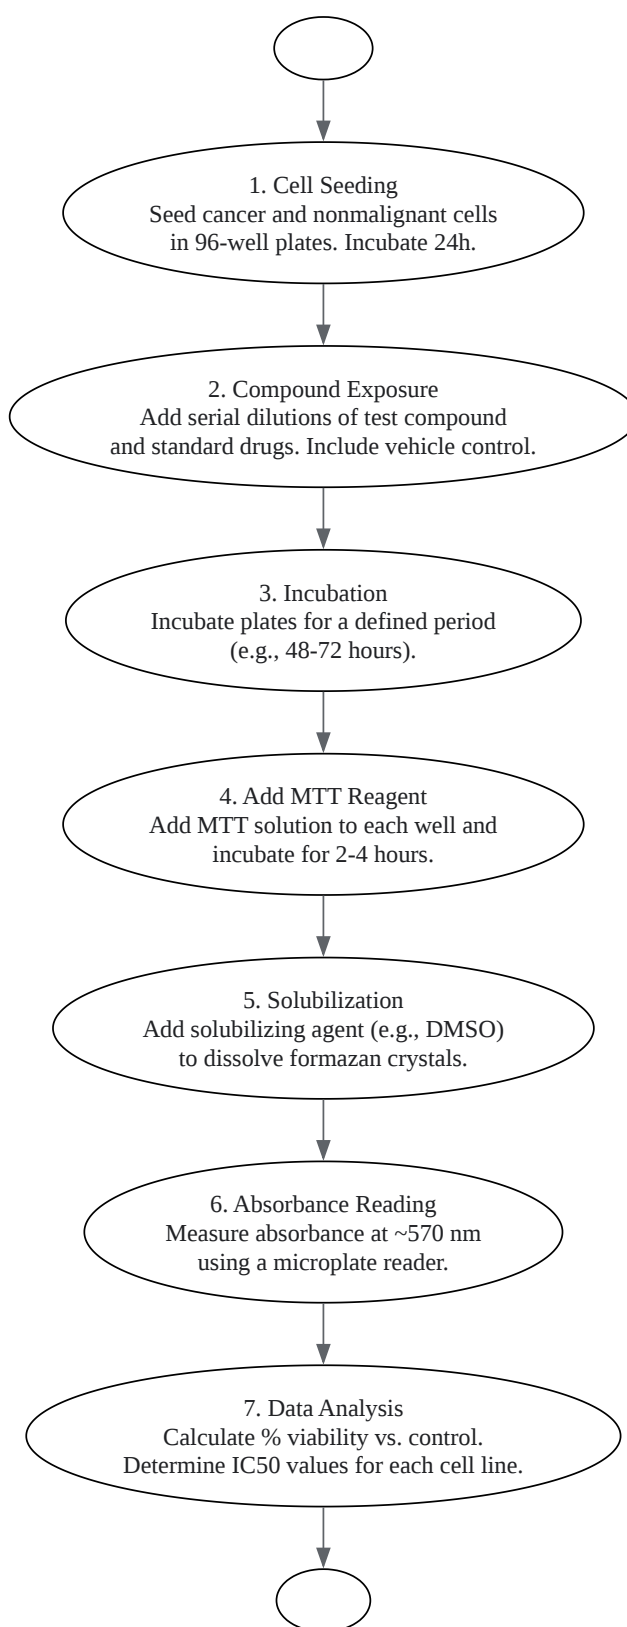 1. Cell Seeding
Seed cancer and nonmalignant cells
in 96-well plates. Incubate 24h.
2. Compound Exposure
Add serial dilutions of test compound
and standard drugs. Include vehicle control.
3. Incubation
Incubate plates for a defined period
(e.g., 48-72 hours).
4. Add MTT Reagent
Add MTT solution to each well and
incubate for 2-4 hours.
5. Solubilization
Add solubilizing agent (e.g., DMSO)
to dissolve formazan crystals.
6. Absorbance Reading
Measure absorbance at ~570 nm
using a microplate reader.
7. Data Analysis
Calculate % viability vs. control.
Determine IC50 values for each cell line.